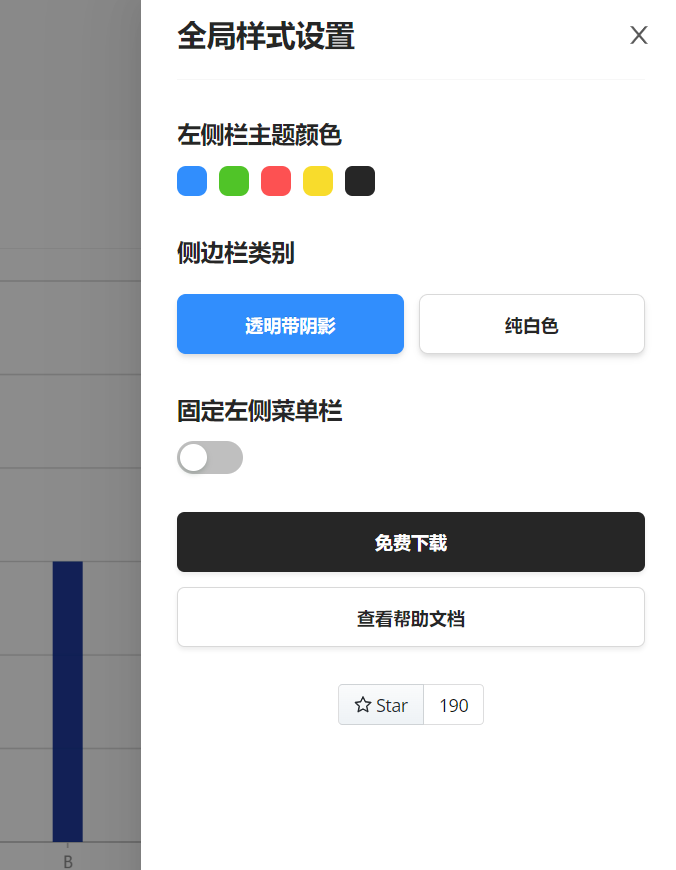 全局样式设置
左侧栏主题颜色
侧边栏类别
透明带阴影
纯白色
固定左侧菜单栏
免费下载
查看帮助文档
Star 190
B